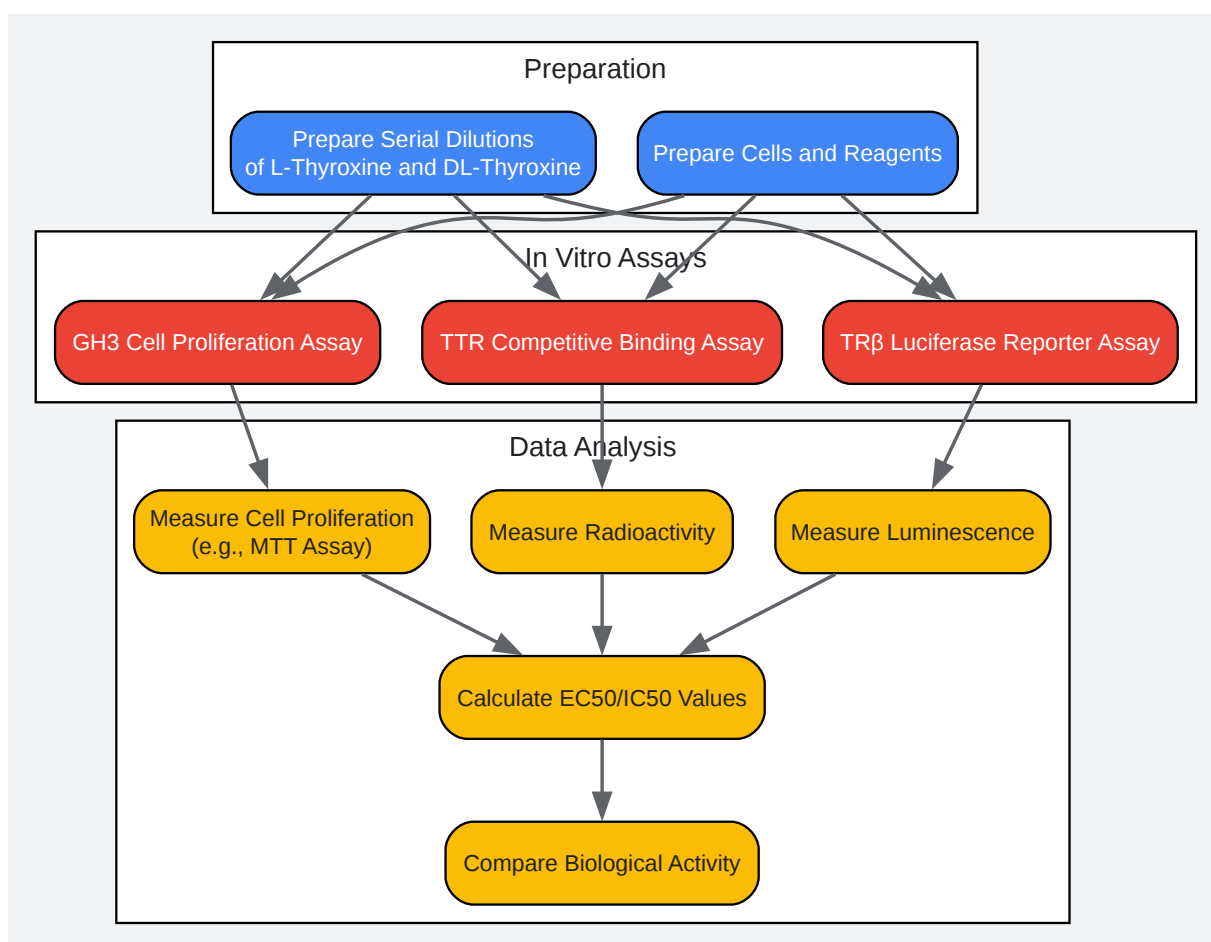 Preparation
Prepare Serial Dilutions
of L-Thyroxine and DL-Thyroxine
Prepare Cells and Reagents
In Vitro Assays
GH3 Cell Proliferation Assay
TTR Competitive Binding Assay
TRβ Luciferase Reporter Assay
Data Analysis
Measure Cell Proliferation
(e.g., MTT Assay)
Measure Radioactivity
Measure Luminescence
Calculate EC50/IC50 Values
Compare Biological Activity